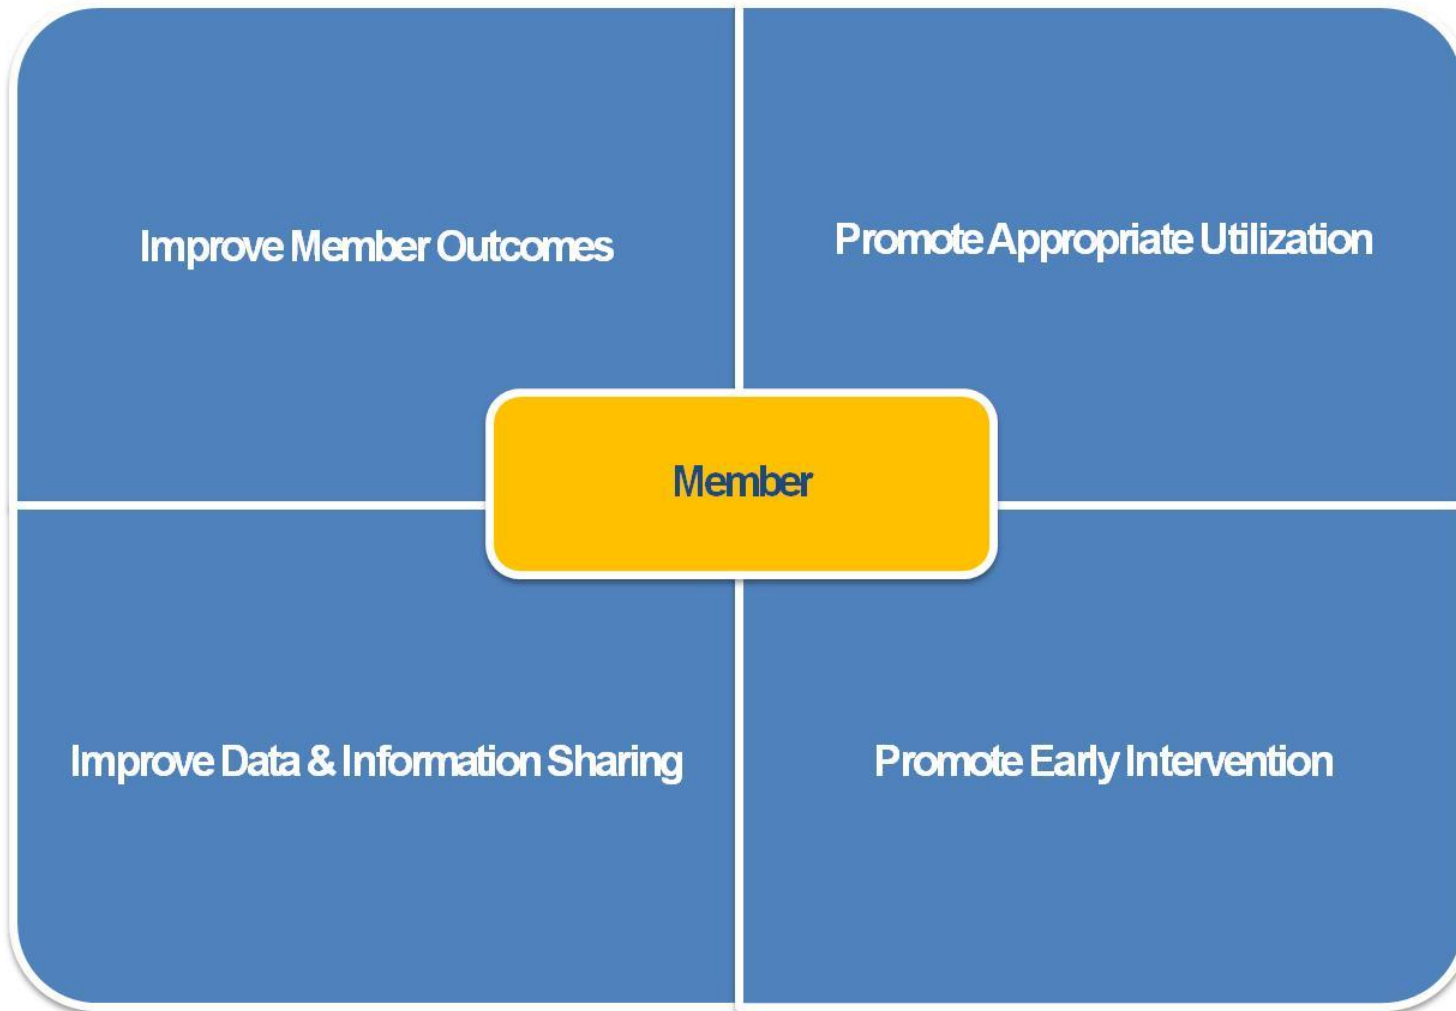 Improve Member Outcomes
Promote Appropriate Utilization
Member
Improve Data & Information Sharing
Promote Early Intervention